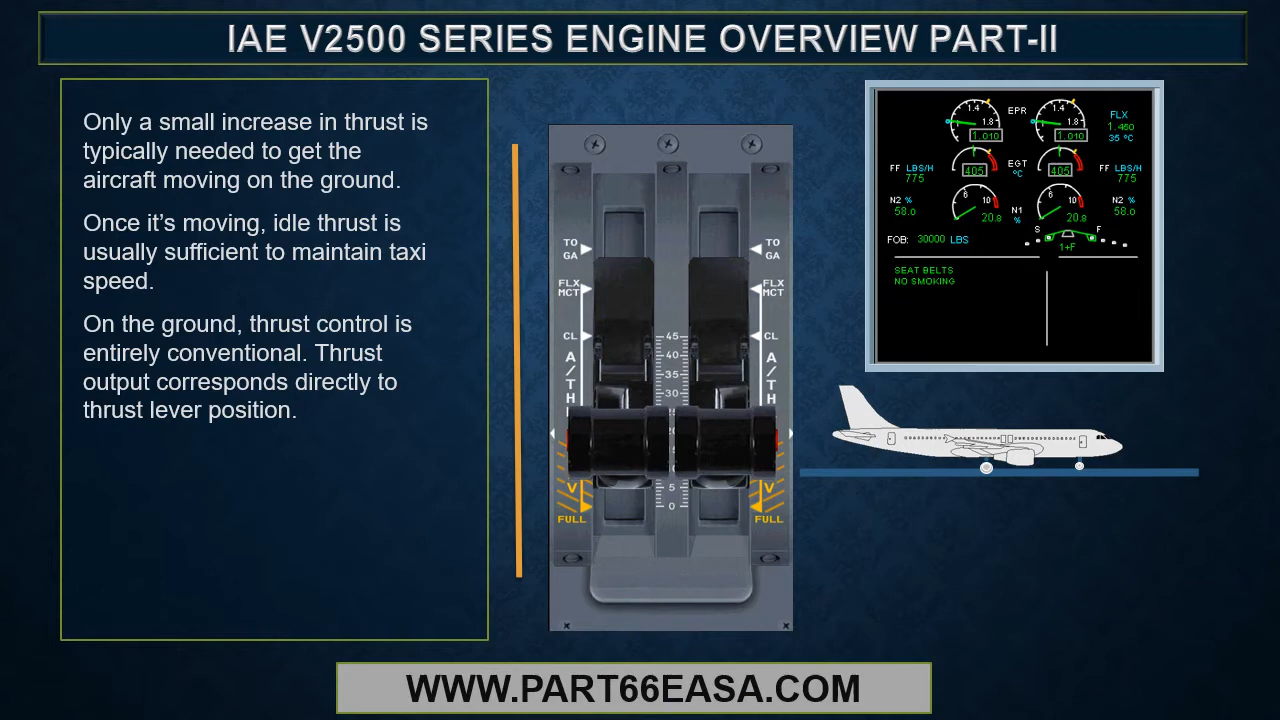 IAE V2500 SERIES ENGINE OVERVIEW PART-II
Only a small increase in thrust is
typically needed to get the
aircraft moving on the ground.
Once it’s moving, idle thrust is
usually sufficient to maintain taxi
speed.
On the ground, thrust control is
entirely conventional. Thrust
output corresponds directly to
thrust lever position.
TO
GA
FLX
MCT
CL
A/TH
45
40
35
30
5
0
V
FULL
TO
GA
FLX
MCT
CL
A/TH
V
FULL
1.4
1.8
1.010
EPR
1.4
1.8
1.010
FLX
1.460
35 ºC
FF LBS/H
775
405
EGT
ºC
405
FF LBS/H
775
N2 %
58.0
6
10
20.8
N1
%
6
10
20.8
N2 %
58.0
FOB: 30000 LBS
S
F
1+F
SEAT BELTS
NO SMOKING
WWW.PART66EASA.COM